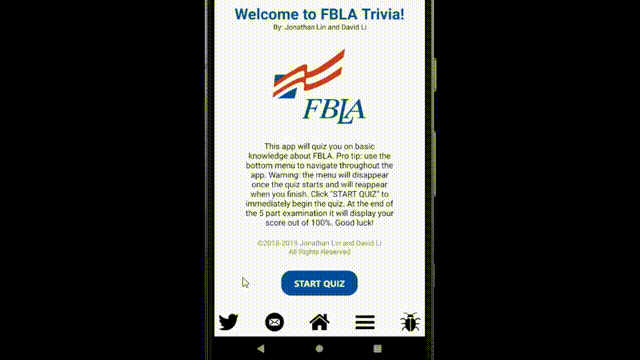 Welcome to FBLA Trivia!
By: Jonathan Lin and David Li
FBLA
This app will quiz you on basic
knowledge about FBLA. Pro tip: use the
bottom menu to navigate throughout the
app. Warning: the menu will disappear
once the quiz starts and will reappear
when you finish. Click "START QUIZ" to
immediately begin the quiz. At the end of
the 5 part examination it will display your
score out of 100%. Good luck!
©2018-2019 Jonathan Lin and David Li
All Rights Reserved
START QUIZ